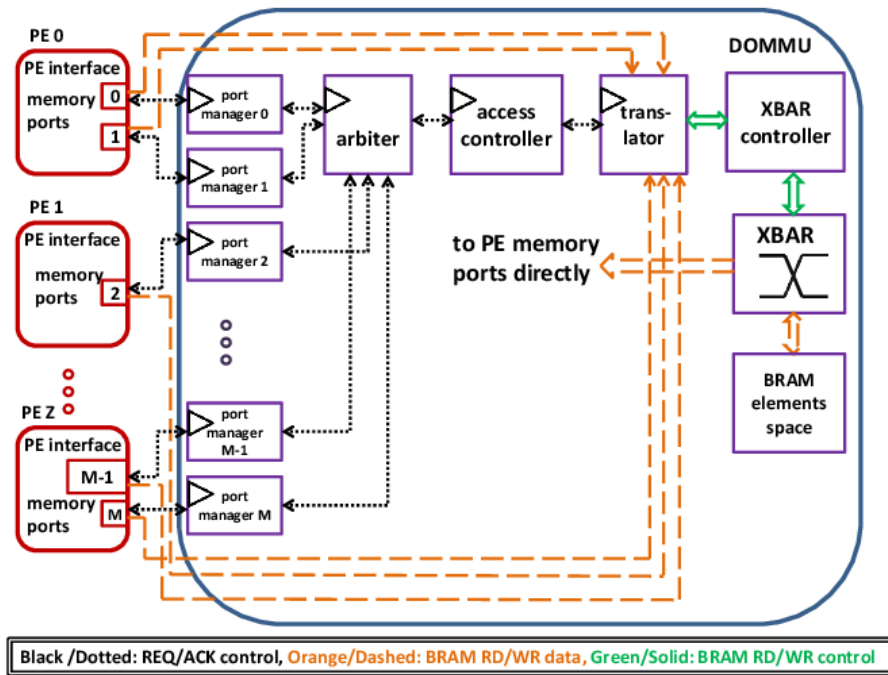 PE 0
PE interface
memory
ports
0
1
PE 1
PE interface
memory
ports
2
PE Z
PE interface
M-1
memory
ports
M
port
manager 0
port
manager 1
port
manager 2
port
manager
M-1
port
manager M
arbiter
access
controller
trans-
lator
DOMMU
XBAR
controller
XBAR
to PE memory
ports directly
BRAM
elements
space
Black /Dotted: REQ/ACK control, Orange/Dashed: BRAM RD/WR data, Green/Solid: BRAM RD/WR control